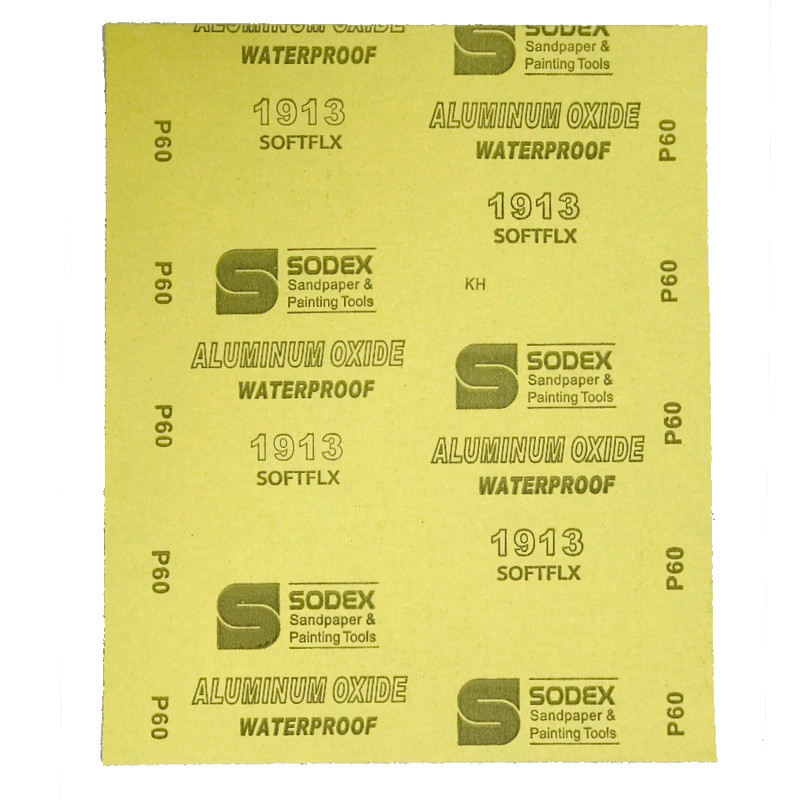 ALUMINUM OXIDE
WATERPROOF
1913
SOFTFLX
SODEX
Sandpaper &
Painting Tools
ALUMINUM OXIDE
WATERPROOF
1913
SOFTFLX
SODEX
Sandpaper &
Painting Tools
ALUMINUM OXIDE
WATERPROOF
SODEX
Sandpaper &
Painting Tools
ALUMINUM OXIDE
WATERPROOF
1913
SOFTFLX
KH
SODEX
Sandpaper &
Painting Tools
ALUMINUM OXIDE
WATERPROOF
1913
SOFTFLX
SODEX
Sandpaper &
Painting Tools
P60
P60
P60
P60
P60
P60
P60
P60
P60
P60